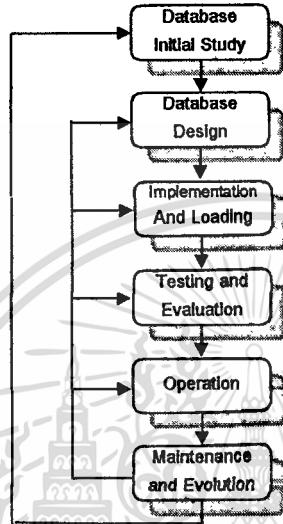 Database
Initial Study
Database
Design
Implementation
And Loading
Testing and
Evaluation
Operation
Maintenance
and Evolution